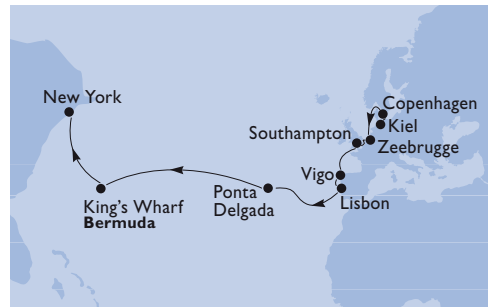 New York
Copenhagen
Kiel
Southampton
Zeebrugge
Vigo
Lisbon
Ponta
Delgada
King's Wharf
Bermuda